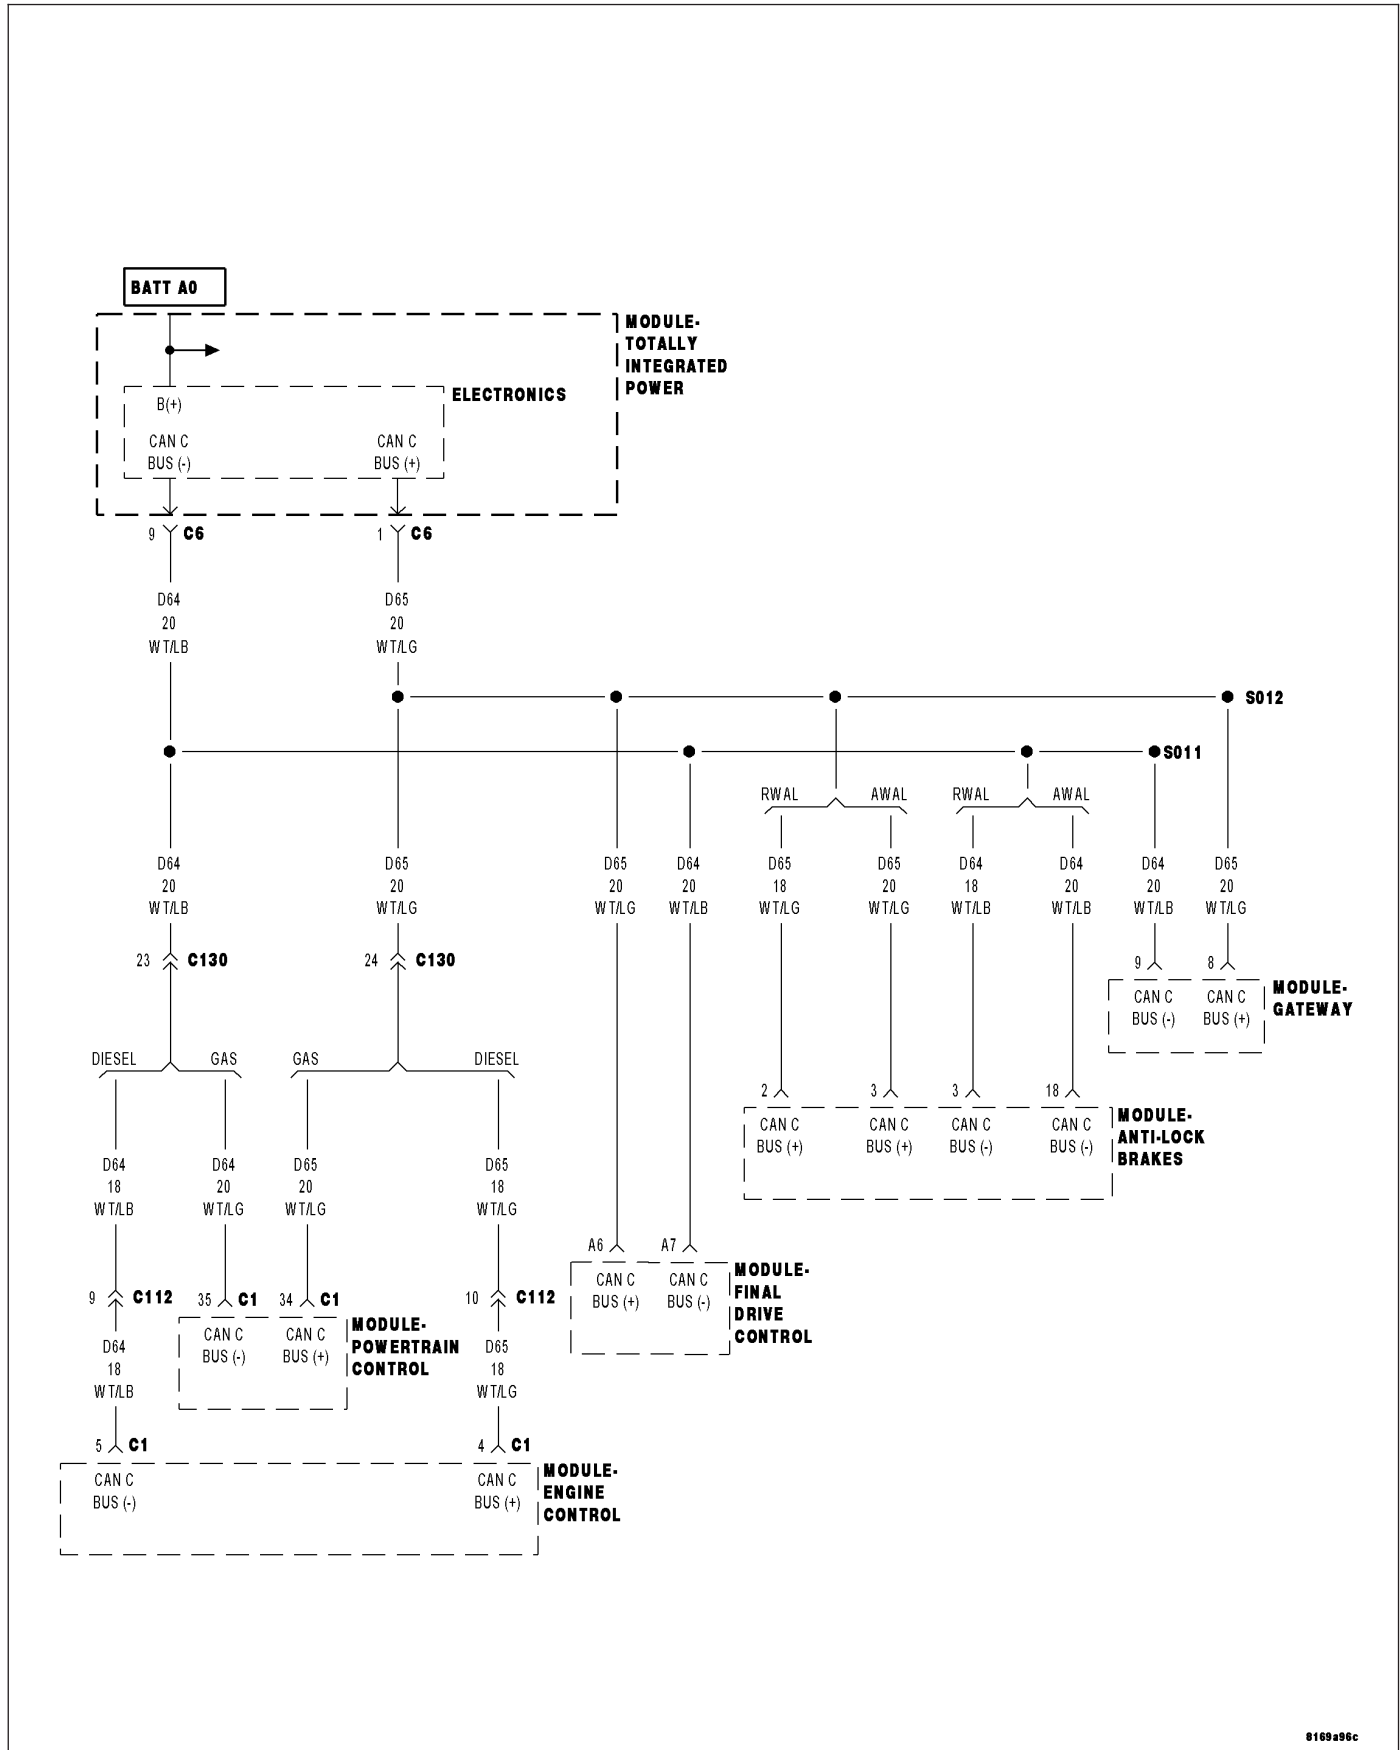 BATT A0
MODULE-
TOTALLY
INTEGRATED
POWER
ELECTRONICS
B(+)
CAN C
BUS (-)
CAN C
BUS (+)
9 C6
1 C6
D64
20
WT/LB
D65
20
WT/LG
S012
S011
RWAL AWAL
RWAL AWAL
D64
20
WT/LB
D65
20
WT/LG
D65
20
WT/LG
D64
20
WT/LB
D65
18
WT/LG
D65
20
WT/LG
D64
18
WT/LB
D64
20
WT/LB
D64
20
WT/LB
D65
20
WT/LG
23 C130
24 C130
9
8
CAN C
BUS (-)
CAN C
BUS (+)
MODULE-
GATEWAY
DIESEL GAS
GAS DIESEL
2
3
3
18
CAN C
BUS (+)
CAN C
BUS (+)
CAN C
BUS (-)
CAN C
BUS (-)
MODULE-
ANTI-LOCK
BRAKES
D64
18
WT/LB
D64
20
WT/LG
D65
20
WT/LG
D65
18
WT/LG
A6
A7
CAN C
BUS (+)
CAN C
BUS (-)
MODULE-
FINAL
DRIVE
CONTROL
9 C112
35 C1
34 C1
10 C112
CAN C
BUS (-)
CAN C
BUS (+)
MODULE-
POWERTRAIN
CONTROL
D64
18
WT/LB
D65
18
WT/LG
5 C1
4 C1
CAN C
BUS (-)
CAN C
BUS (+)
MODULE-
ENGINE
CONTROL
8169a96c